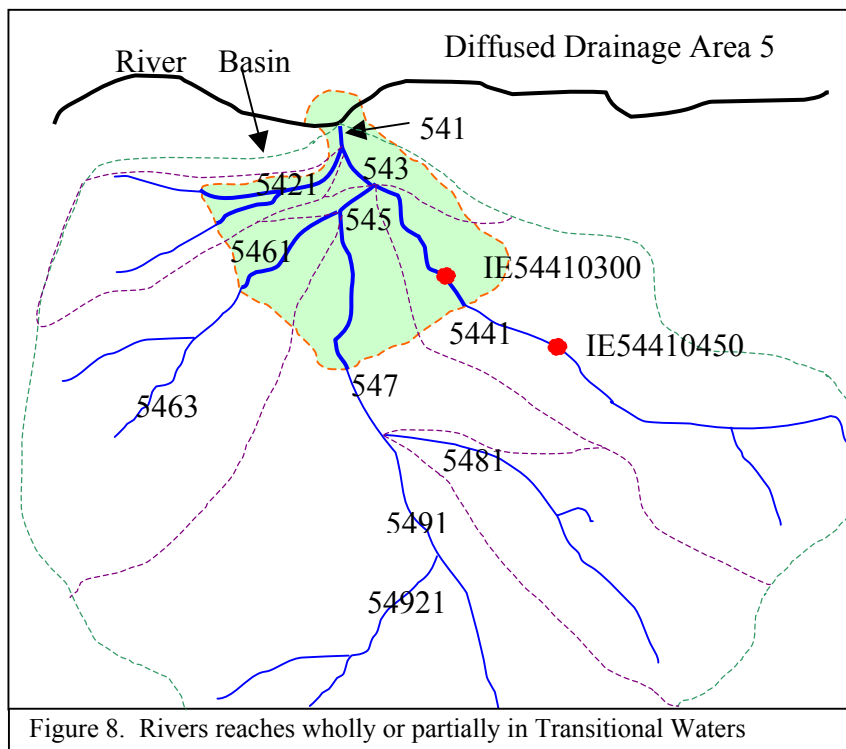 Diffused Drainage Area 5
River Basin
541
543
5421
545
5461
IE54410300
5441
IE54410450
547
5463
5481
5491
54921
Figure 8. Rivers reaches wholly or partially in Transitional Waters